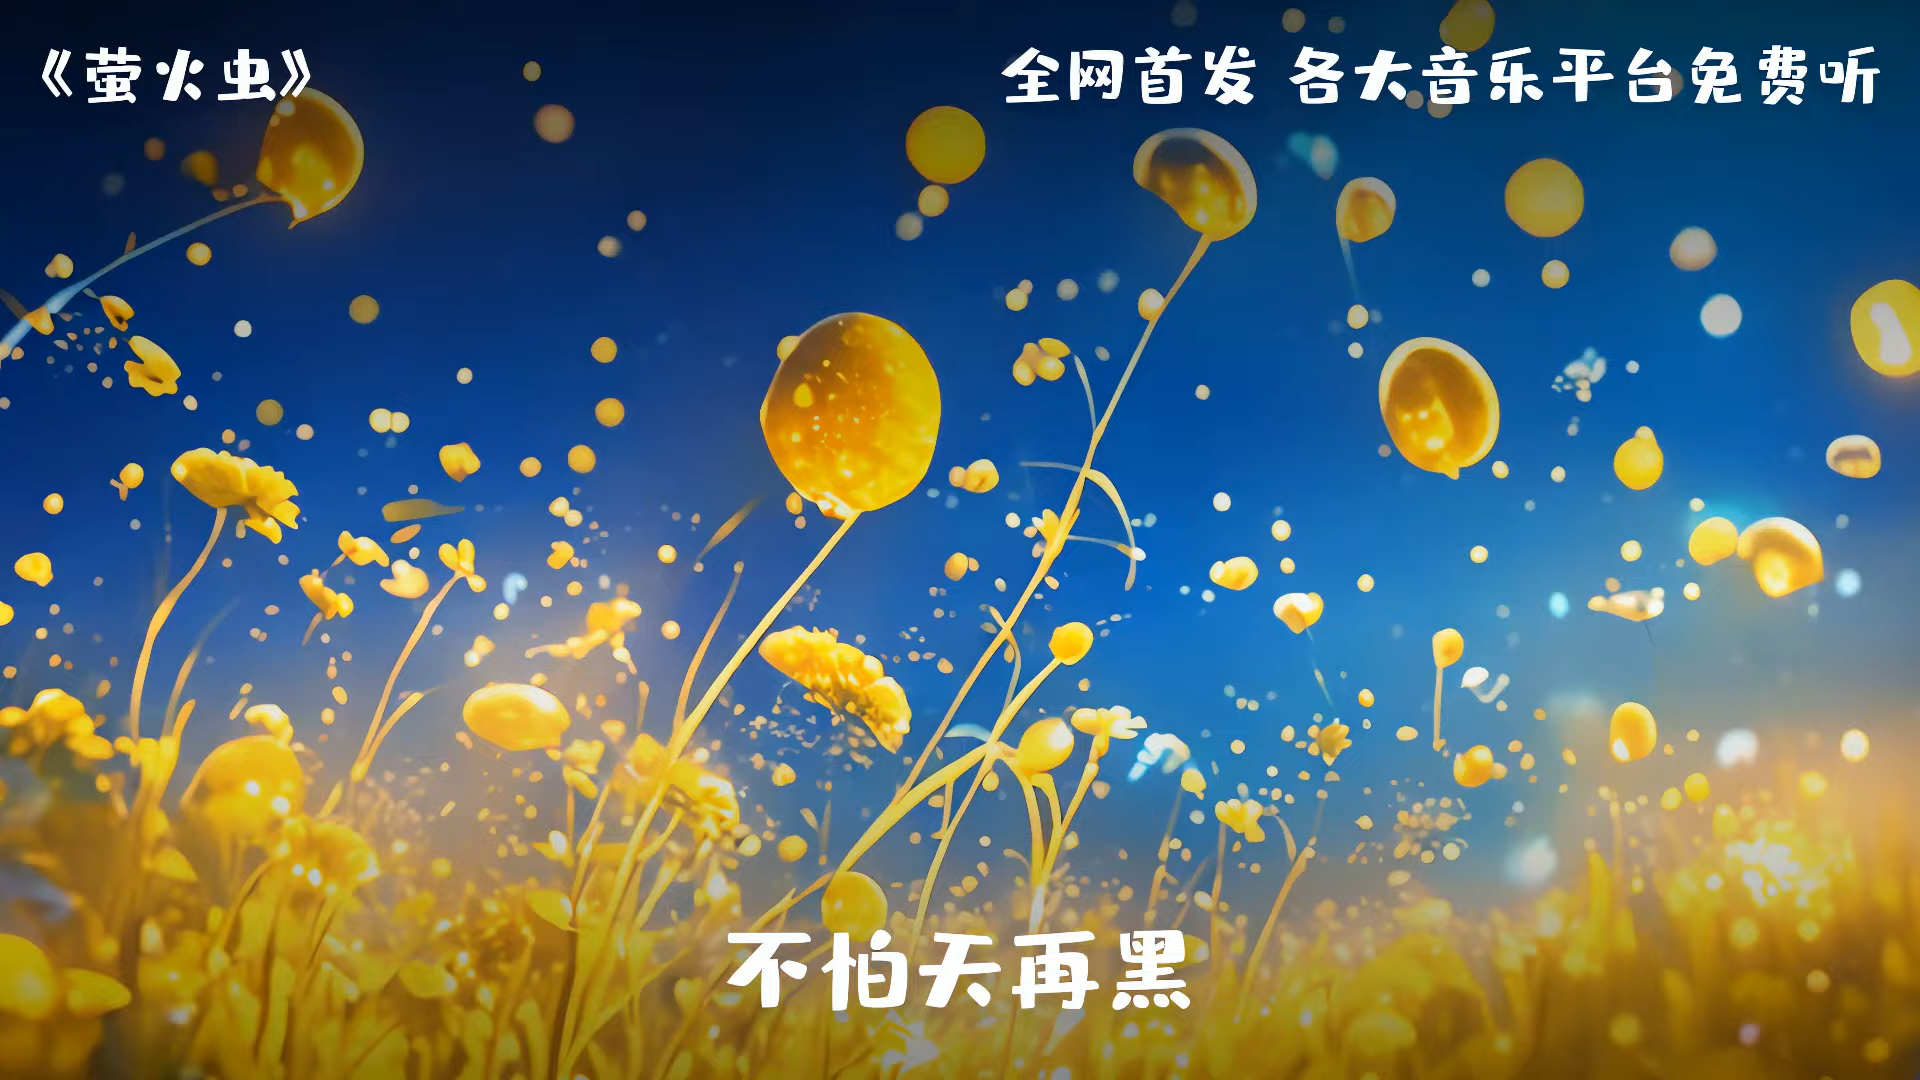 《萤火虫》
全网首发 各大音乐平台免费听
不怕天再黑